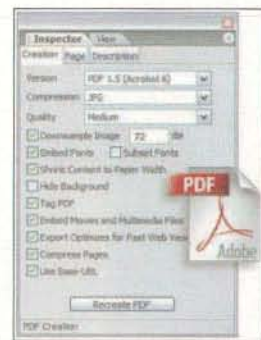 Inspector View
Creation Page Description
Version PDF 1.5 (Acrobat 6)
Compression JPG
Quality Medium
Downsample Image 72 dpi
Embed Fonts Subset Fonts
Shrink Content to Paper Width
Hide Background
Tag PDF
Embed Movies and Multimedia Files
Export Optimizes for Fast Web View
Compress Pages
Use Base-URL
Recreate PDF
PDF Creation
PDF
Adobe